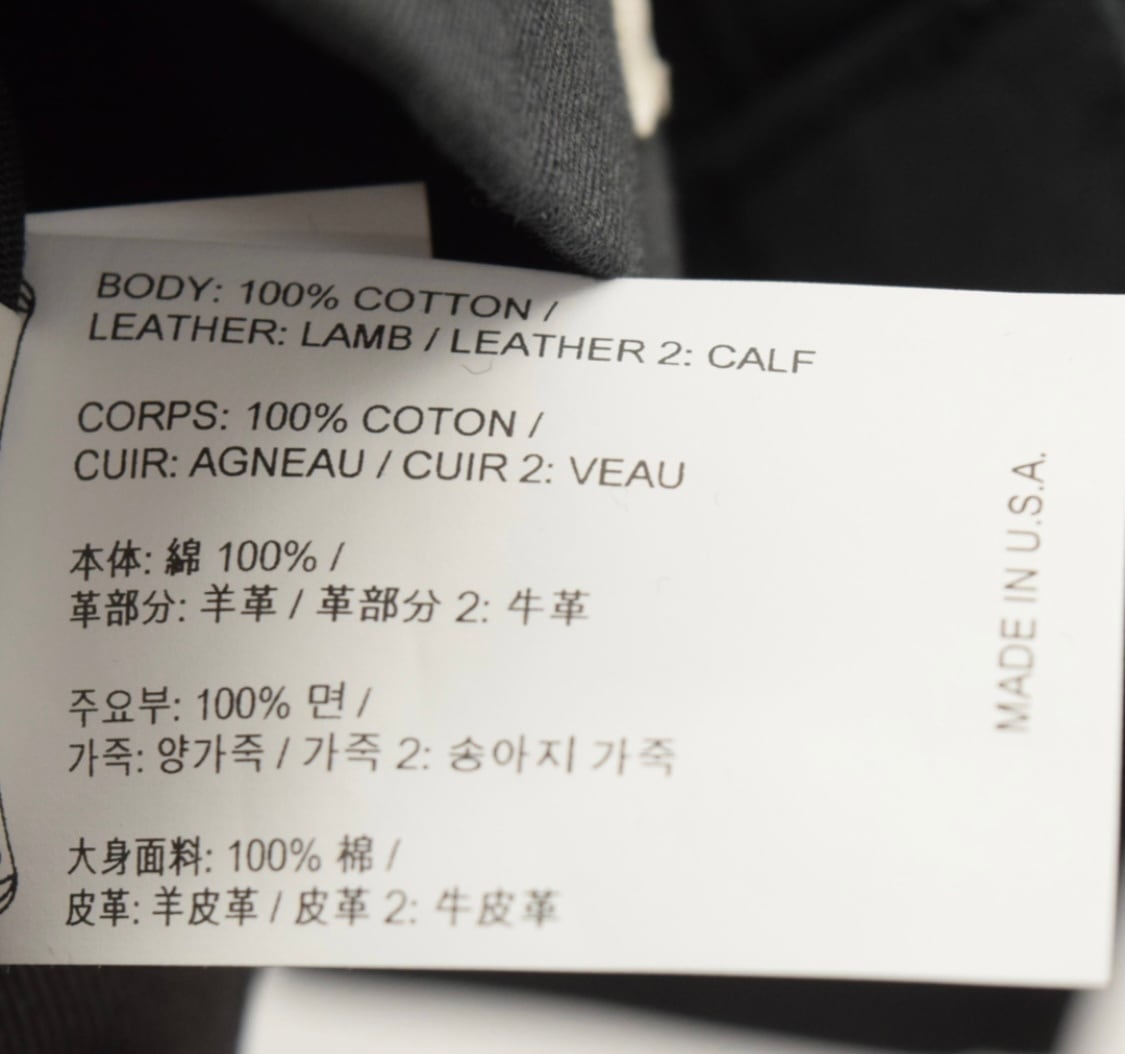 BODY: 100% COTTON /
LEATHER: LAMB / LEATHER 2: CALF
CORPS: 100% COTON /
CUIR: AGNEAU / CUIR 2: VEAU
本体: 綿 100% /
革部分: 羊革 / 革部分 2: 牛革
주요부: 100% 면 /
가죽: 양가죽 / 가죽 2: 송아지 가죽
大身面料: 100% 棉 /
皮革: 羊皮革 / 皮革 2: 牛皮革
MADE IN U.S.A.